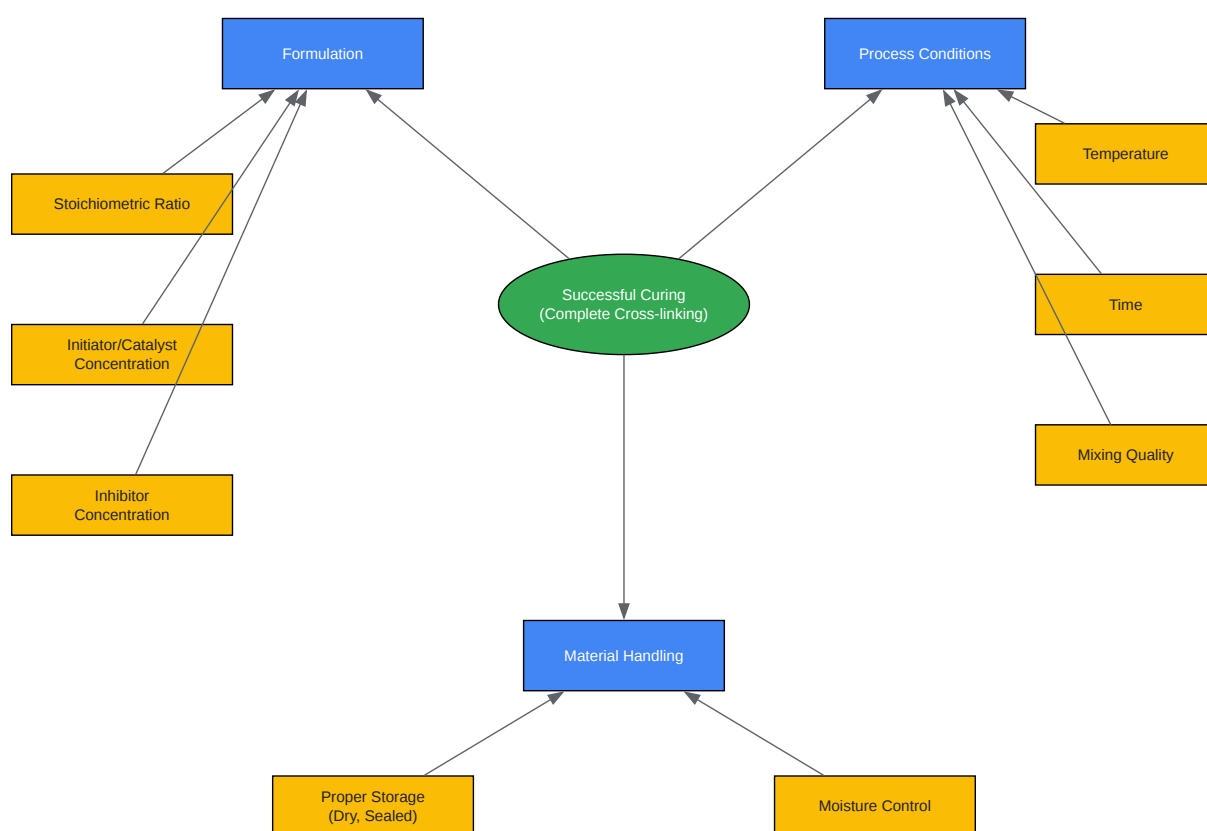 Formulation
Process Conditions
Temperature
Stoichiometric Ratio
Successful Curing
(Complete Cross-linking)
Time
Initiator/Catalyst
Concentration
Mixing Quality
Inhibitor
Concentration
Material Handling
Proper Storage
(Dry, Sealed)
Moisture Control